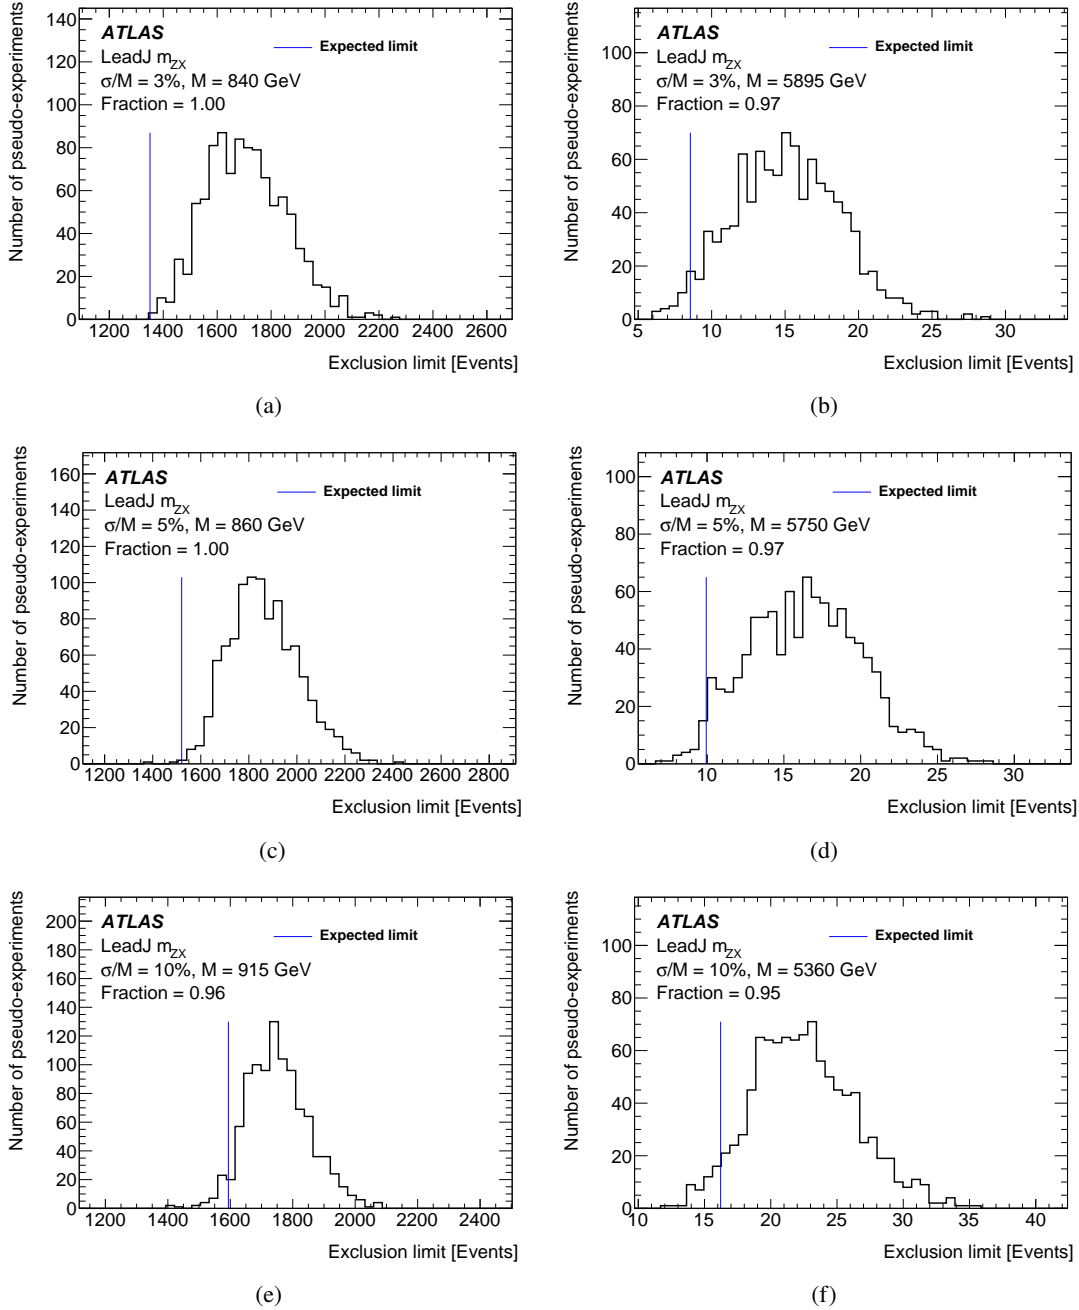 ATLAS
LeadJ m_ZX
σ/M = 3%, M = 840 GeV
Fraction = 1.00
Expected limit
Number of pseudo-experiments
0 20 40 60 80 100 120 140
1200 1400 1600 1800 2000 2200 2400 2600
Exclusion limit [Events]
(a)
ATLAS
LeadJ m_ZX
σ/M = 3%, M = 5895 GeV
Fraction = 0.97
Expected limit
Number of pseudo-experiments
0 20 40 60 80 100
5 10 15 20 25 30
Exclusion limit [Events]
(b)
ATLAS
LeadJ m_ZX
σ/M = 5%, M = 860 GeV
Fraction = 1.00
Expected limit
Number of pseudo-experiments
0 20 40 60 80 100 120 140 160
1200 1400 1600 1800 2000 2200 2400 2600 2800
Exclusion limit [Events]
(c)
ATLAS
LeadJ m_ZX
σ/M = 5%, M = 5750 GeV
Fraction = 0.97
Expected limit
Number of pseudo-experiments
0 20 40 60 80 100
10 15 20 25 30
Exclusion limit [Events]
(d)
ATLAS
LeadJ m_ZX
σ/M = 10%, M = 915 GeV
Fraction = 0.96
Expected limit
Number of pseudo-experiments
0 20 40 60 80 100 120 140 160 180 200
1200 1400 1600 1800 2000 2200 2400
Exclusion limit [Events]
(e)
ATLAS
LeadJ m_ZX
σ/M = 10%, M = 5360 GeV
Fraction = 0.95
Expected limit
Number of pseudo-experiments
0 20 40 60 80 100
10 15 20 25 30 35 40
Exclusion limit [Events]
(f)